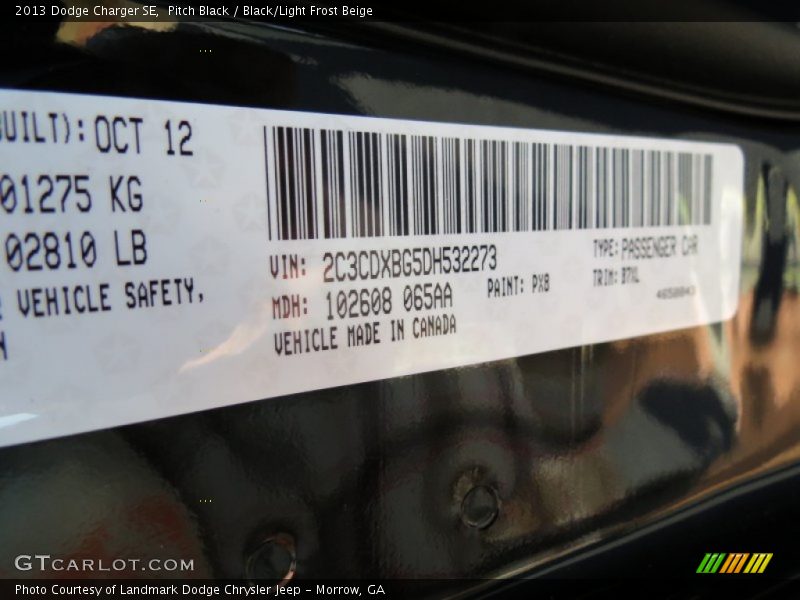 2013 Dodge Charger SE, Pitch Black / Black/Light Frost Beige
UILT): OCT 12
01275 KG
02810 LB
VEHICLE SAFETY,
VIN: 2C3CDXBG5DH532273
TYPE: PASSENGER CAR
MDH: 102608 065AA
PAINT: PX8
TRIM:
VEHICLE MADE IN CANADA
GTCARLOT.COM
Photo Courtesy of Landmark Dodge Chrysler Jeep - Morrow, GA